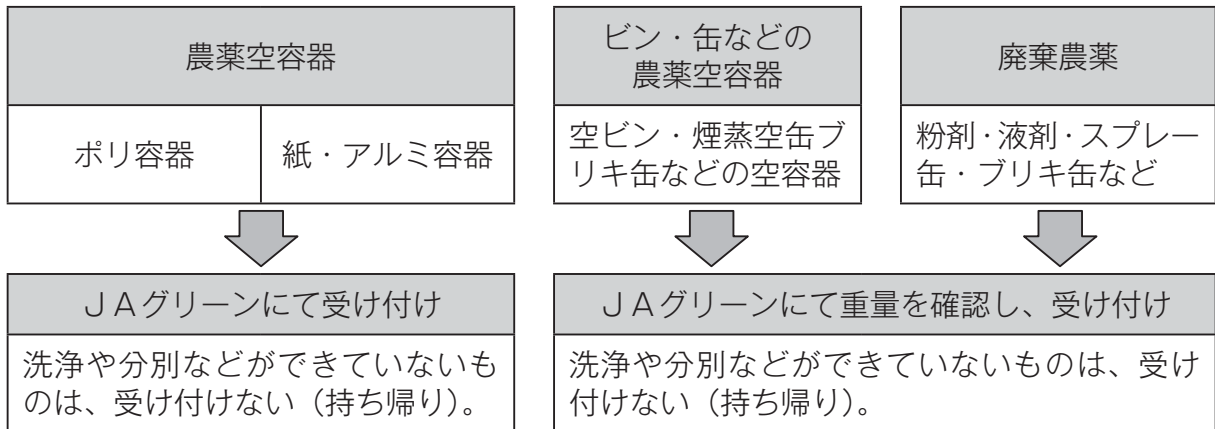 農薬空容器
ポリ容器
紙・アルミ容器
ビン・缶などの
農薬空容器
空ビン・煙蒸空缶ブ
リキ缶などの空容器
廃棄農薬
粉剤・液剤・スプレー
缶・ブリキ缶など
ＪＡグリーンにて受け付け
洗浄や分別などができていないも
のは、受け付けない（持ち帰り）。
ＪＡグリーンにて重量を確認し、受け付け
洗浄や分別などができていないものは、受け
付けない（持ち帰り）。